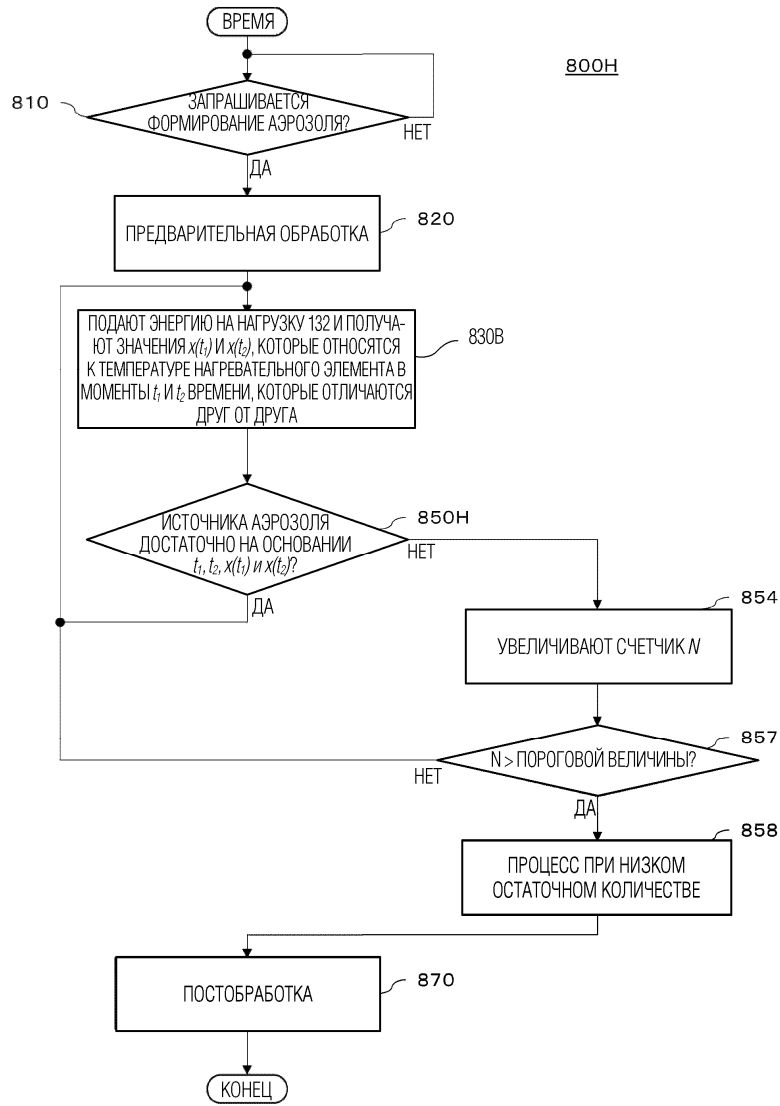 ВРЕМЯ
800H
810
ЗАПРАШИВАЕТСЯ
ФОРМИРОВАНИЕ АЭРОЗОЛЯ?
НЕТ
ДА
820
ПРЕДВАРИТЕЛЬНАЯ ОБРАБОТКА
830B
ПОДАЮТ ЭНЕРГИЮ НА НАГРУЗКУ 132 И ПОЛУЧА-
ЮТ ЗНАЧЕНИЯ x(t₁) И x(t₂), КОТОРЫЕ ОТНОСЯТСЯ
К ТЕМПЕРАТУРЕ НАГРЕВАТЕЛЬНОГО ЭЛЕМЕНТА В
МОМЕНТЫ t₁ И t₂ ВРЕМЕНИ, КОТОРЫЕ ОТЛИЧАЮТСЯ
ДРУГ ОТ ДРУГА
850H
ИСТОЧНИКА АЭРОЗОЛЯ
ДОСТАТОЧНО НА ОСНОВАНИИ
t₁, t₂, x(t₁) и x(t₂)?
НЕТ
ДА
854
УВЕЛИЧИВАЮТ СЧЕТЧИК N
857
N > ПОРОГОВОЙ ВЕЛИЧИНЫ?
НЕТ
ДА
858
ПРОЦЕСС ПРИ НИЗКОМ
ОСТАТОЧНОМ КОЛИЧЕСТВЕ
870
ПОСТОБРАБОТКА
КОНЕЦ